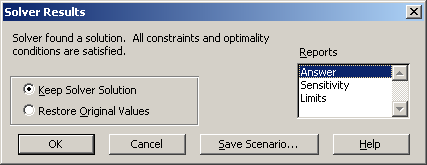 Solver Results
Solver found a solution. All constraints and optimality
conditions are satisfied.
Reports
Answer
Sensitivity
Limits
Keep Solver Solution
Restore Original Values
OK
Cancel
Save Scenario...
Help